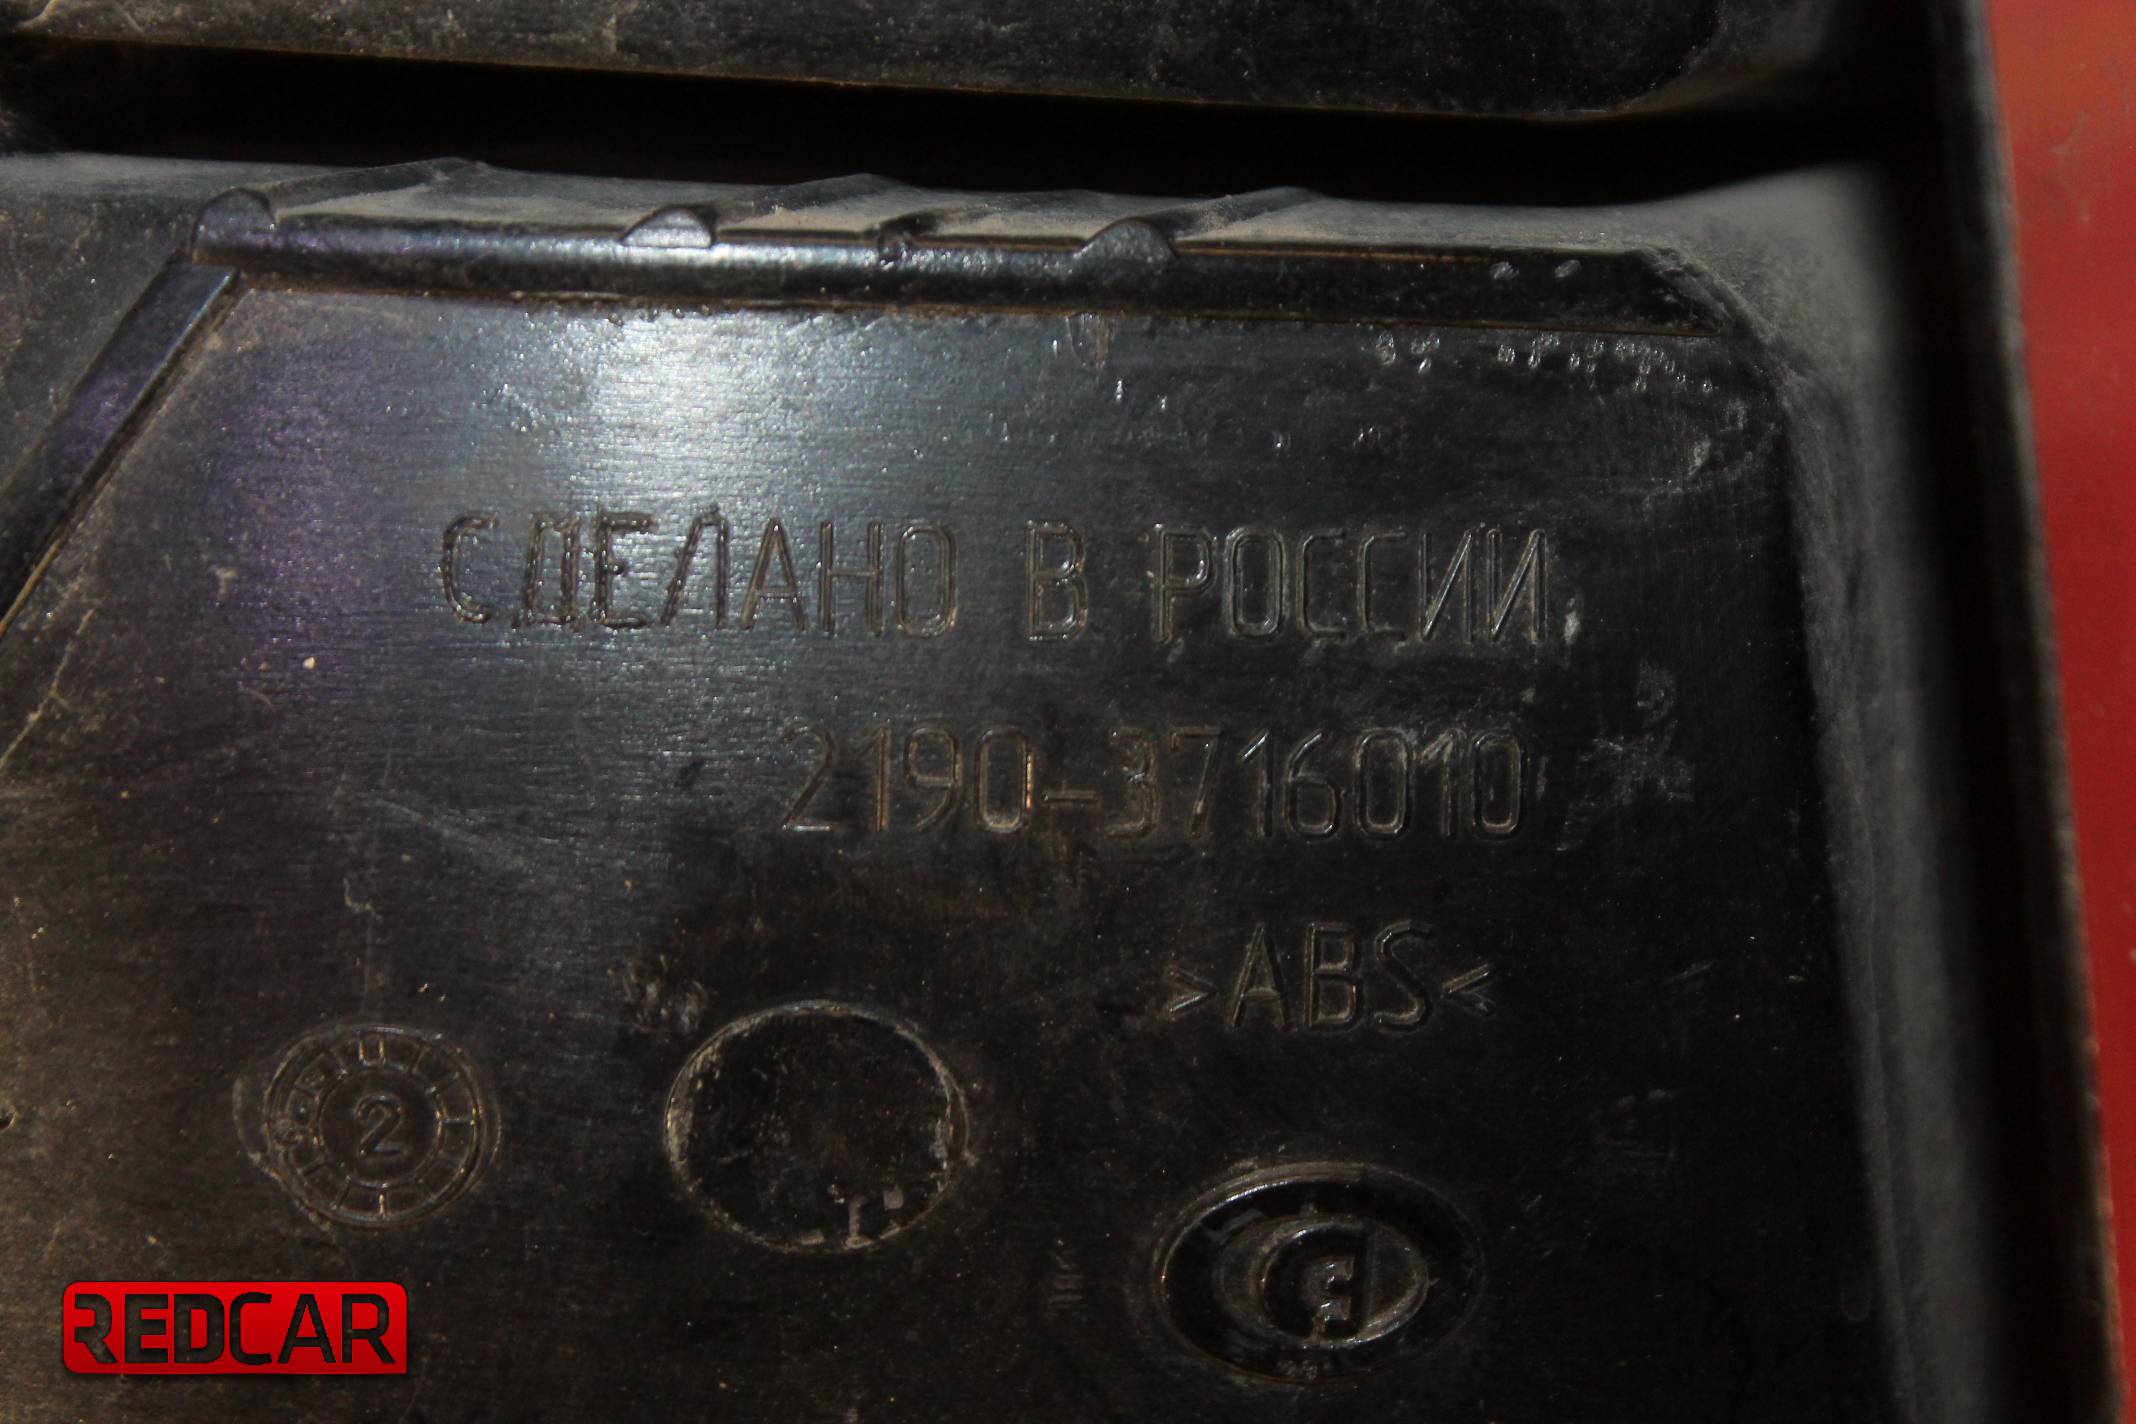 СДЕЛАНО В РОССИИ
2190-3716010
>ABS<
2
REDCAR